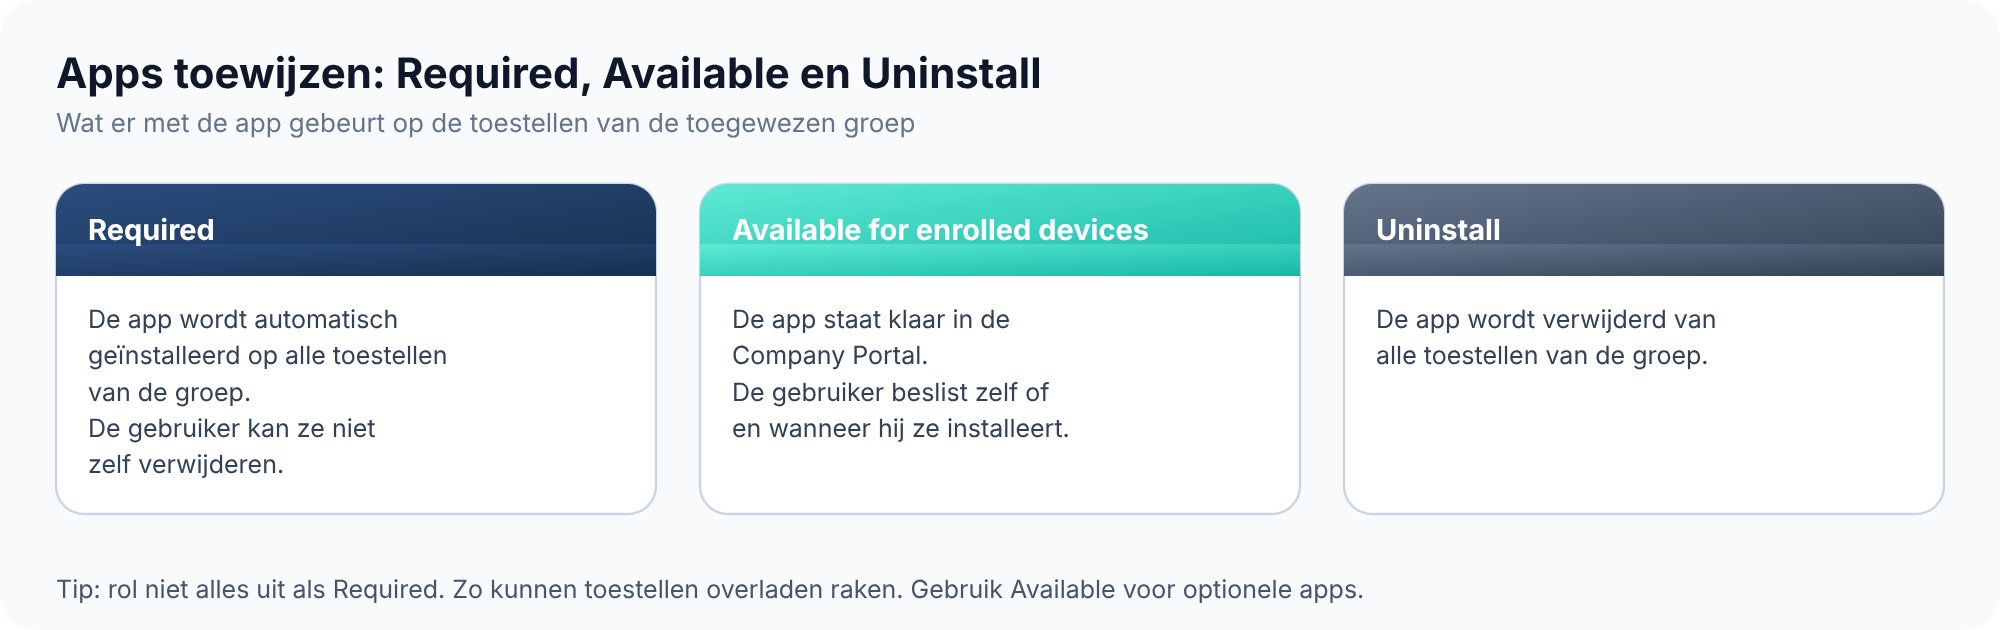 Apps toewijzen: Required, Available en Uninstall
Wat er met de app gebeurt op de toestellen van de toegewezen groep
Required
De app wordt automatisch
geïnstalleerd op alle toestellen
van de groep.
De gebruiker kan ze niet
zelf verwijderen.
Available for enrolled devices
De app staat klaar in de
Company Portal.
De gebruiker beslist zelf of
en wanneer hij ze installeert.
Uninstall
De app wordt verwijderd van
alle toestellen van de groep.
Tip: rol niet alles uit als Required. Zo kunnen toestellen overladen raken. Gebruik Available voor optionele apps.